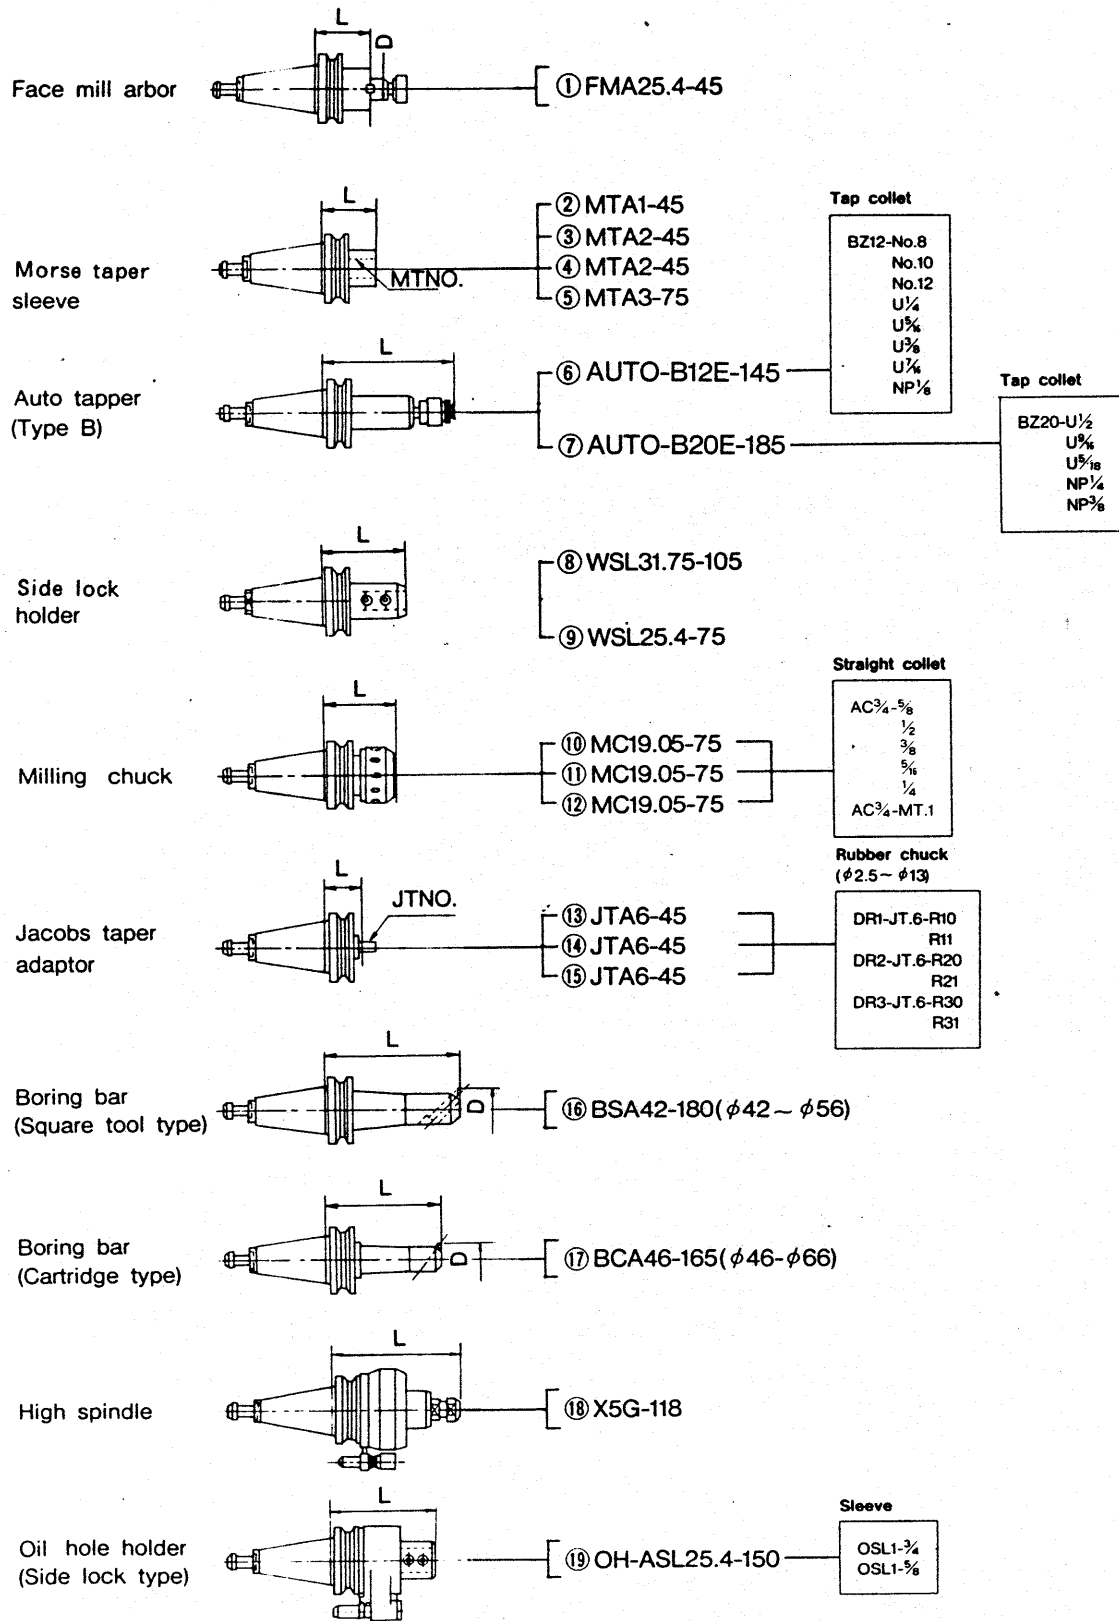 L
D
Face mill arbor
① FMA25.4-45
L
MTNO.
Morse taper
sleeve
② MTA1-45
③ MTA2-45
④ MTA2-45
⑤ MTA3-75
Tap collet
BZ12-No.8
No.10
No.12
U1/4
U5/16
U3/8
U7/16
NP1/8
L
Auto tapper
(Type B)
⑥ AUTO-B12E-145
⑦ AUTO-B20E-185
Tap collet
BZ20-U1/2
U9/16
U5/18
NP1/4
NP3/8
L
Side lock
holder
⑧ WSL31.75-105
⑨ WSL25.4-75
L
Milling chuck
⑩ MC19.05-75
⑪ MC19.05-75
⑫ MC19.05-75
Straight collet
AC3/4-5/8
1/2
3/8
5/16
1/4
AC3/4-MT.1
L
JTNO.
Jacobs taper
adaptor
⑬ JTA6-45
⑭ JTA6-45
⑮ JTA6-45
Rubber chuck
(φ2.5~φ13)
DR1-JT.6-R10
R11
DR2-JT.6-R20
R21
DR3-JT.6-R30
R31
L
D
Boring bar
(Square tool type)
⑯ BSA42-180(φ42~φ56)
L
D
Boring bar
(Cartridge type)
⑰ BCA46-165(φ46-φ66)
L
High spindle
⑱ X5G-118
L
Oil hole holder
(Side lock type)
⑲ OH-ASL25.4-150
Sleeve
OSL1-3/4
OSL1-5/8